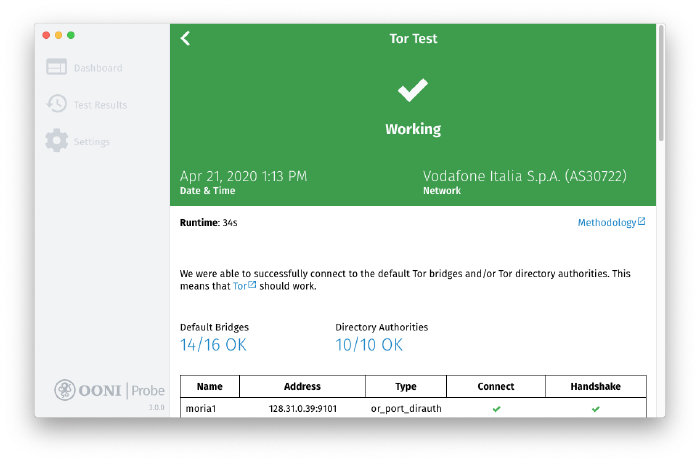 Tor Test
Dashboard
Test Results
Settings
Working
Apr 21, 2020 1:13 PM
Date & Time
Vodafone Italia S.p.A. (AS30722)
Network
Runtime: 34s
Methodology
We were able to successfully connect to the default Tor bridges and/or Tor directory authorities. This
means that Tor should work.
Default Bridges
14/16 OK
Directory Authorities
10/10 OK
Name Address Type Connect Handshake
moria1 128.31.0.39:9101 or_port_dirauth
OONI Probe
3.0.0